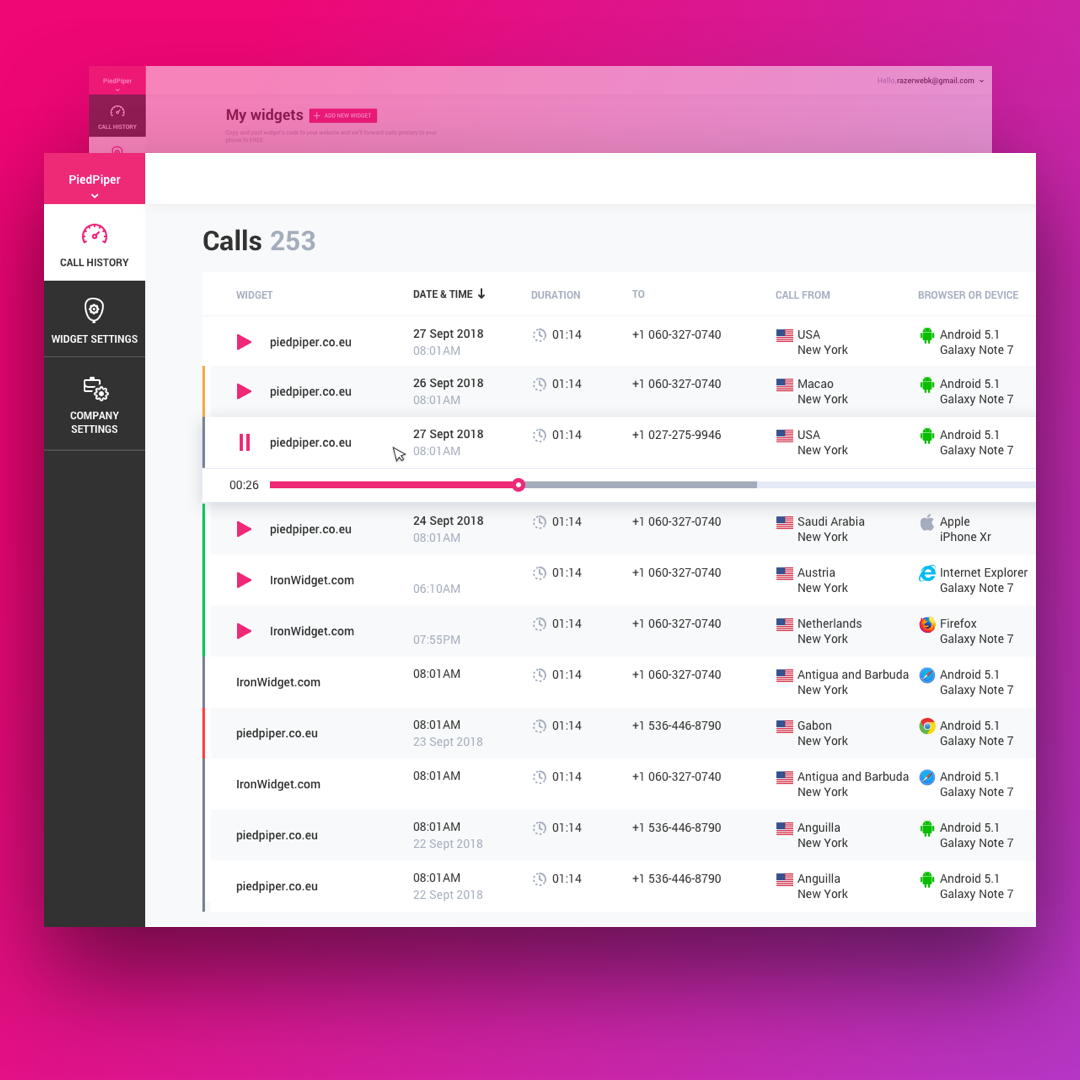 PiedPiper
Hello, razerwebk@gmail.com
CALL HISTORY
My widgets + ADD NEW WIDGET
Copy and past widget's code to your website and we'll forward calls primary to your
phone fo FREE
PiedPiper
CALL HISTORY
WIDGET SETTINGS
COMPANY
SETTINGS
Calls 253
WIDGET DATE & TIME ↓ DURATION TO CALL FROM BROWSER OR DEVICE
piedpiper.co.eu 27 Sept 2018 01:14 +1 060-327-0740 USA Android 5.1
08:01AM New York Galaxy Note 7
piedpiper.co.eu 26 Sept 2018 01:14 +1 060-327-0740 Macao Android 5.1
08:01AM New York Galaxy Note 7
piedpiper.co.eu 27 Sept 2018 01:14 +1 027-275-9946 USA Android 5.1
08:01AM New York Galaxy Note 7
00:26
piedpiper.co.eu 24 Sept 2018 01:14 +1 060-327-0740 Saudi Arabia Apple
08:01AM New York iPhone Xr
IronWidget.com 01:14 +1 060-327-0740 Austria Internet Explorer
06:10AM New York Galaxy Note 7
IronWidget.com 01:14 +1 060-327-0740 Netherlands Firefox
07:55PM New York Galaxy Note 7
IronWidget.com 08:01AM 01:14 +1 060-327-0740 Antigua and Barbuda Android 5.1
New York Galaxy Note 7
piedpiper.co.eu 08:01AM 01:14 +1 536-446-8790 Gabon Android 5.1
23 Sept 2018 New York Galaxy Note 7
IronWidget.com 08:01AM 01:14 +1 060-327-0740 Antigua and Barbuda Android 5.1
New York Galaxy Note 7
piedpiper.co.eu 08:01AM 01:14 +1 536-446-8790 Anguilla Android 5.1
22 Sept 2018 New York Galaxy Note 7
piedpiper.co.eu 08:01AM 01:14 +1 536-446-8790 Anguilla Android 5.1
22 Sept 2018 New York Galaxy Note 7